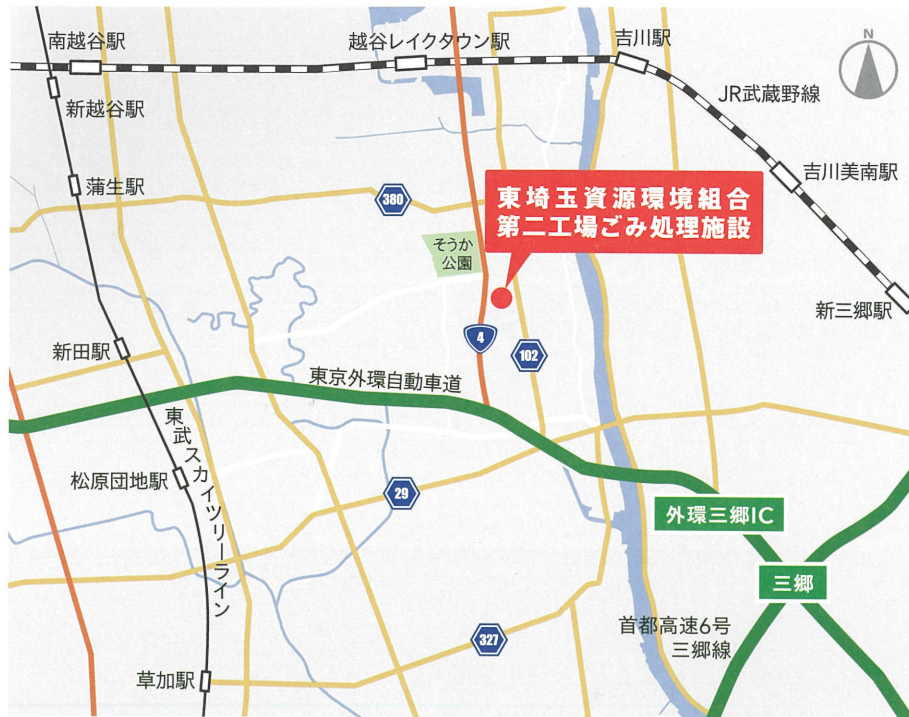 南越谷駅
越谷レイクタウン駅
吉川駅
N
新越谷駅
JR武蔵野線
蒲生駅
吉川美南駅
380
東埼玉資源環境組合
第二工場ごみ処理施設
そうか
公園
新三郷駅
4
新田駅
102
東京外環自動車道
東武スカイツリーライン
松原団地駅
29
外環三郷IC
三郷
首都高速6号
三郷線
327
草加駅